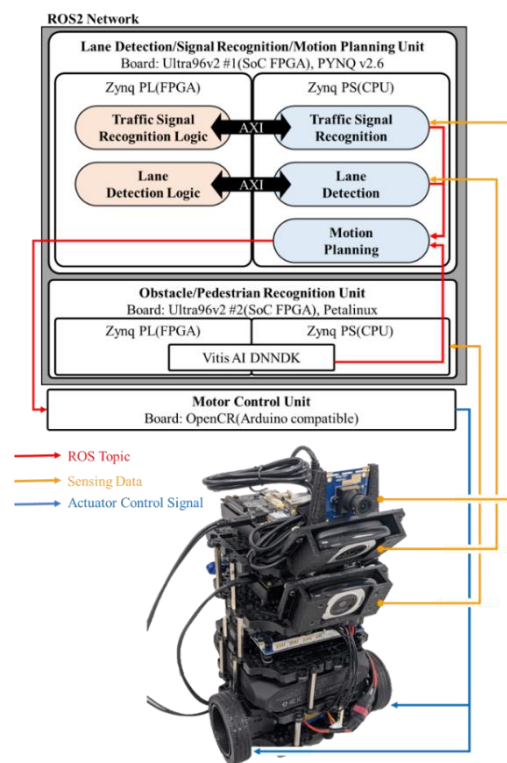 ROS2 Network
Lane Detection/Signal Recognition/Motion Planning Unit
Board: Ultra96v2 #1(SoC FPGA), PYNQ v2.6
Zynq PL(FPGA)
Zynq PS(CPU)
Traffic Signal
Recognition Logic
AXI
Traffic Signal
Recognition
Lane
Detection Logic
AXI
Lane
Detection
Motion
Planning
Obstacle/Pedestrian Recognition Unit
Board: Ultra96v2 #2(SoC FPGA), Petalinux
Zynq PL(FPGA)
Zynq PS(CPU)
Vitis AI DNNDK
Motor Control Unit
Board: OpenCR(Arduino compatible)
ROS Topic
Sensing Data
Actuator Control Signal